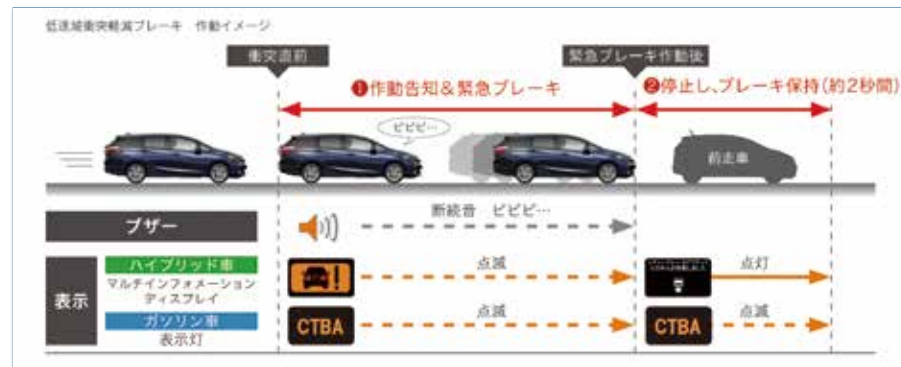 低速域衝突軽減ブレーキ 作動イメージ
衝突直前
緊急ブレーキ作動後
❶作動告知＆緊急ブレーキ
❷停止し、ブレーキ保持(約2秒間)
ピピピ…
前走車
ブザー
断続音 ピピピ…
表示
ハイブリッド車
マルチインフォメーション
ディスプレイ
点滅
点灯
ガソリン車
表示灯
CTBA
点滅
CTBA
点滅